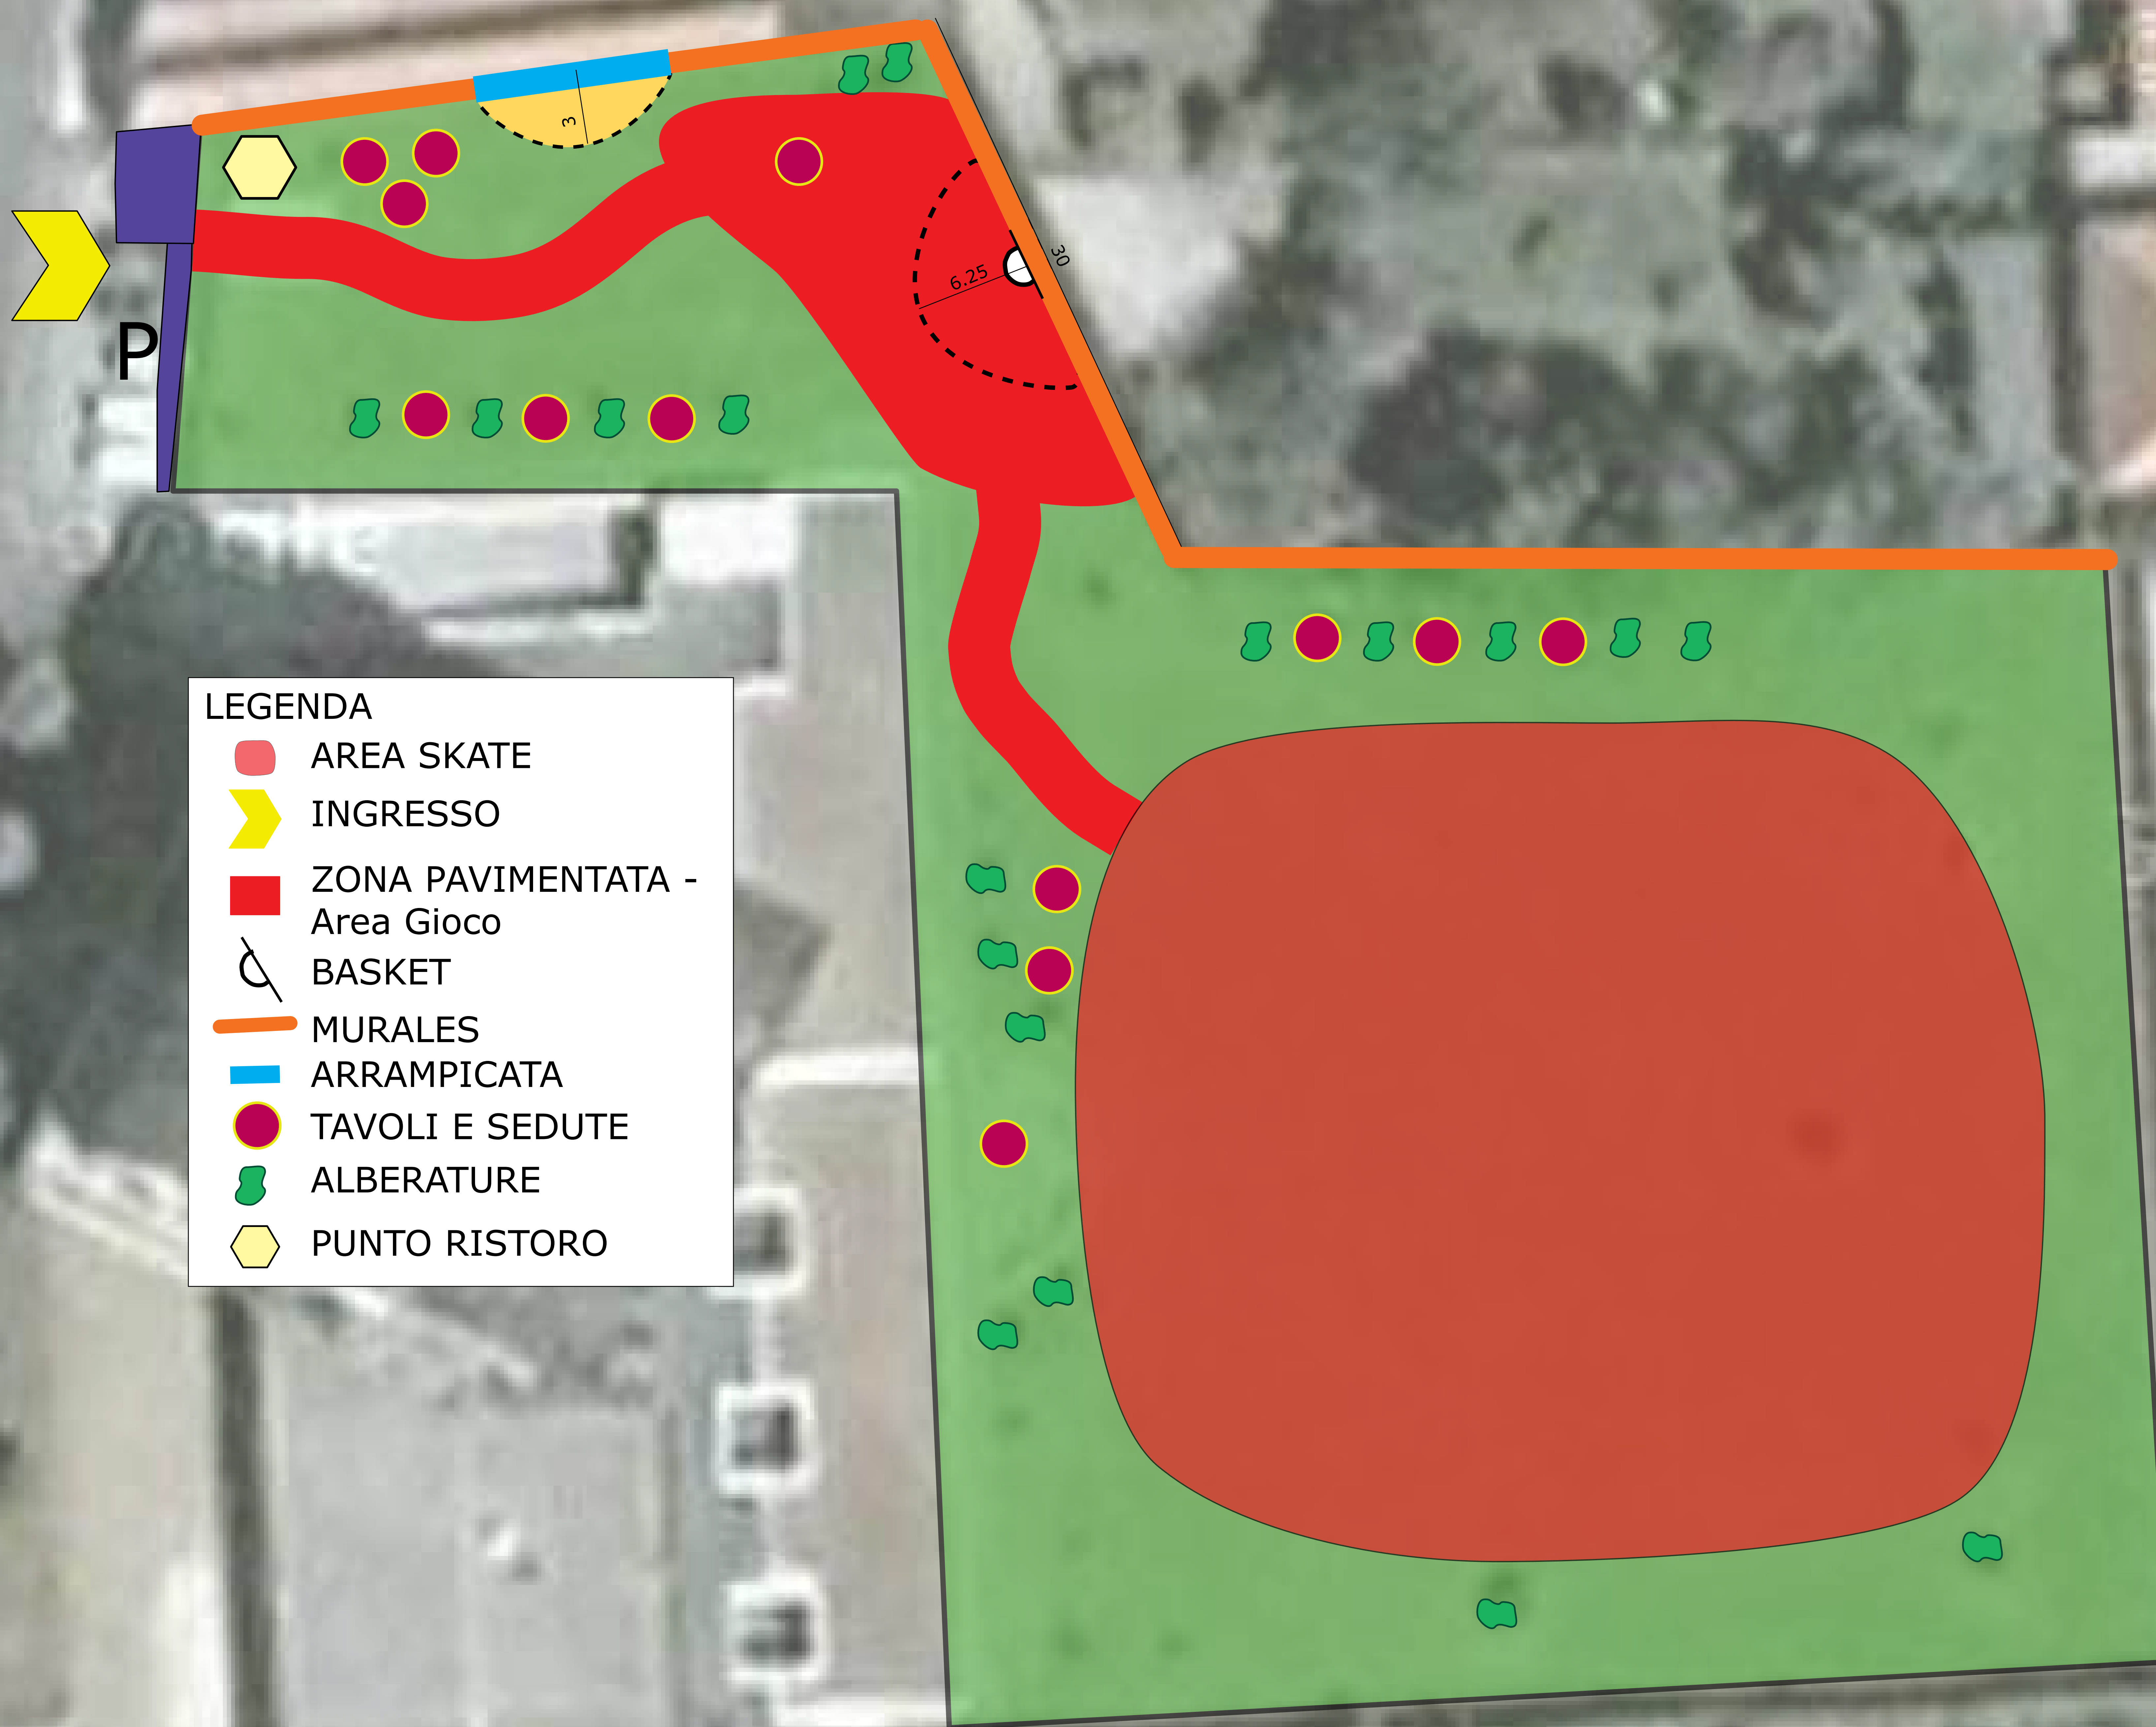 3
6.25
30
P
LEGENDA
AREA SKATE
INGRESSO
ZONA PAVIMENTATA -
Area Gioco
BASKET
MURALES
ARRAMPICATA
TAVOLI E SEDUTE
ALBERATURE
PUNTO RISTORO